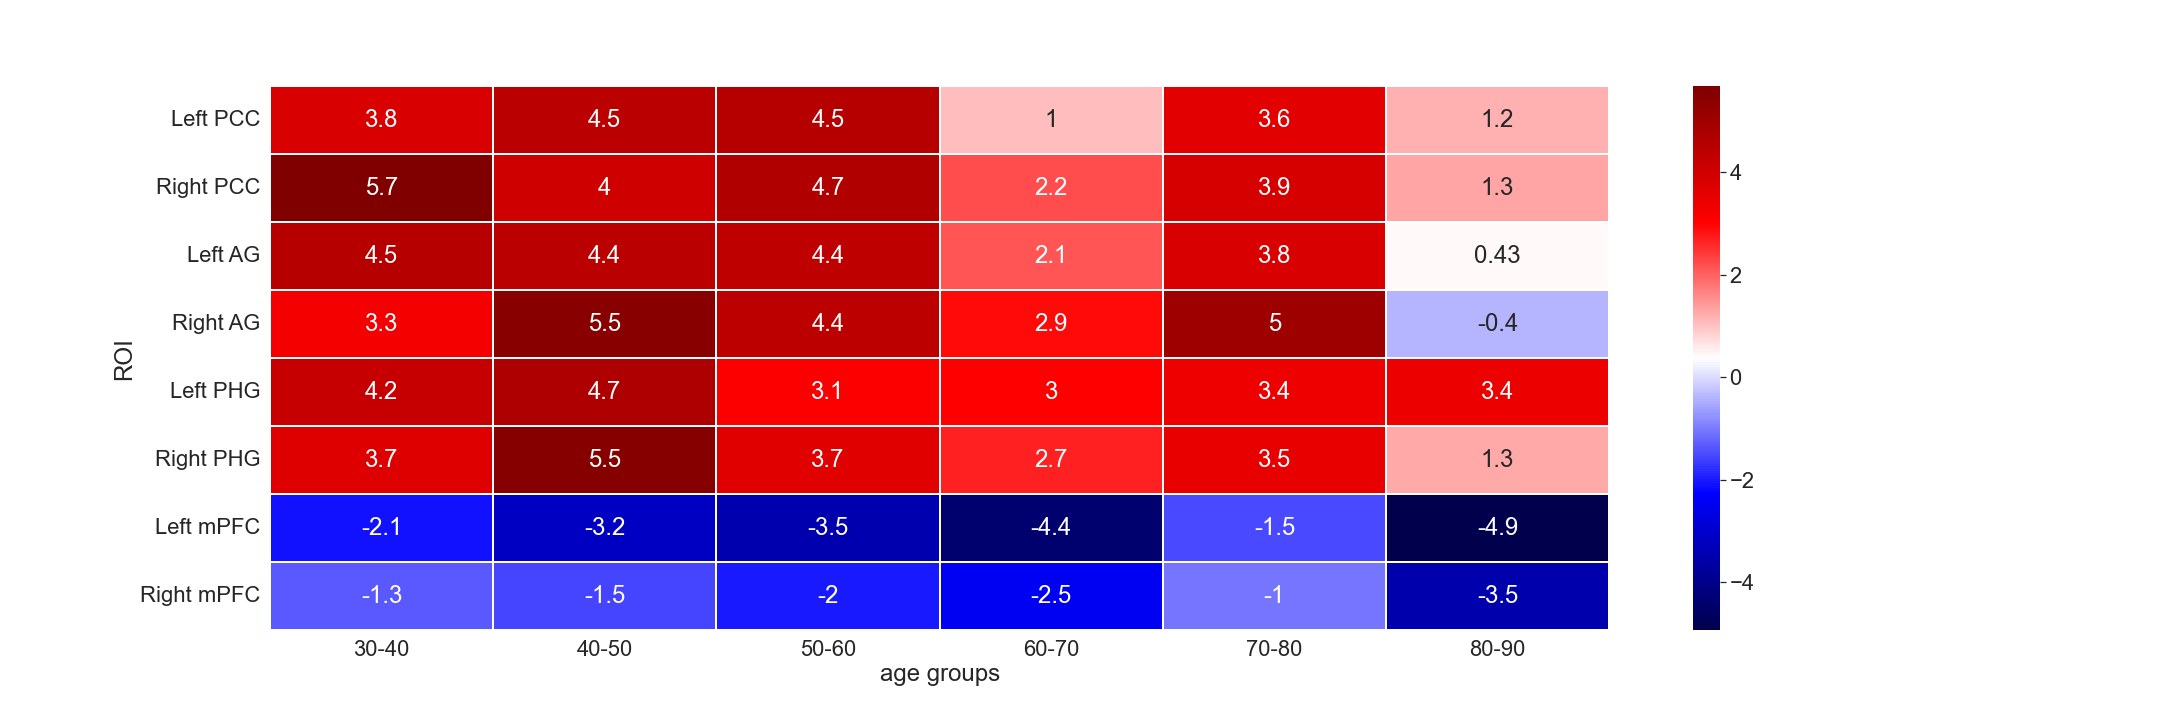 Left PCC 3.8 4.5 4.5 1 3.6 1.2
Right PCC 5.7 4 4.7 2.2 3.9 1.3
Left AG 4.5 4.4 4.4 2.1 3.8 0.43
Right AG 3.3 5.5 4.4 2.9 5 -0.4
Left PHG 4.2 4.7 3.1 3 3.4 3.4
Right PHG 3.7 5.5 3.7 2.7 3.5 1.3
Left mPFC -2.1 -3.2 -3.5 -4.4 -1.5 -4.9
Right mPFC -1.3 -1.5 -2 -2.5 -1 -3.5
30-40 40-50 50-60 60-70 70-80 80-90
age groups
ROI
4
2
0
−2
−4